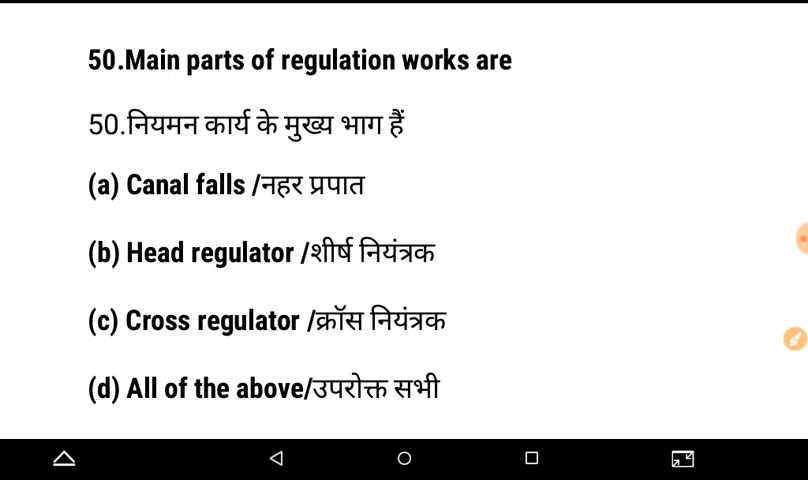 50.Main parts of regulation works are
50.नियमन कार्य के मुख्य भाग हैं
(a) Canal falls /नहर प्रपात
(b) Head regulator /शीर्ष नियंत्रक
(c) Cross regulator /क्रॉस नियंत्रक
(d) All of the above/उपरोक्त सभी